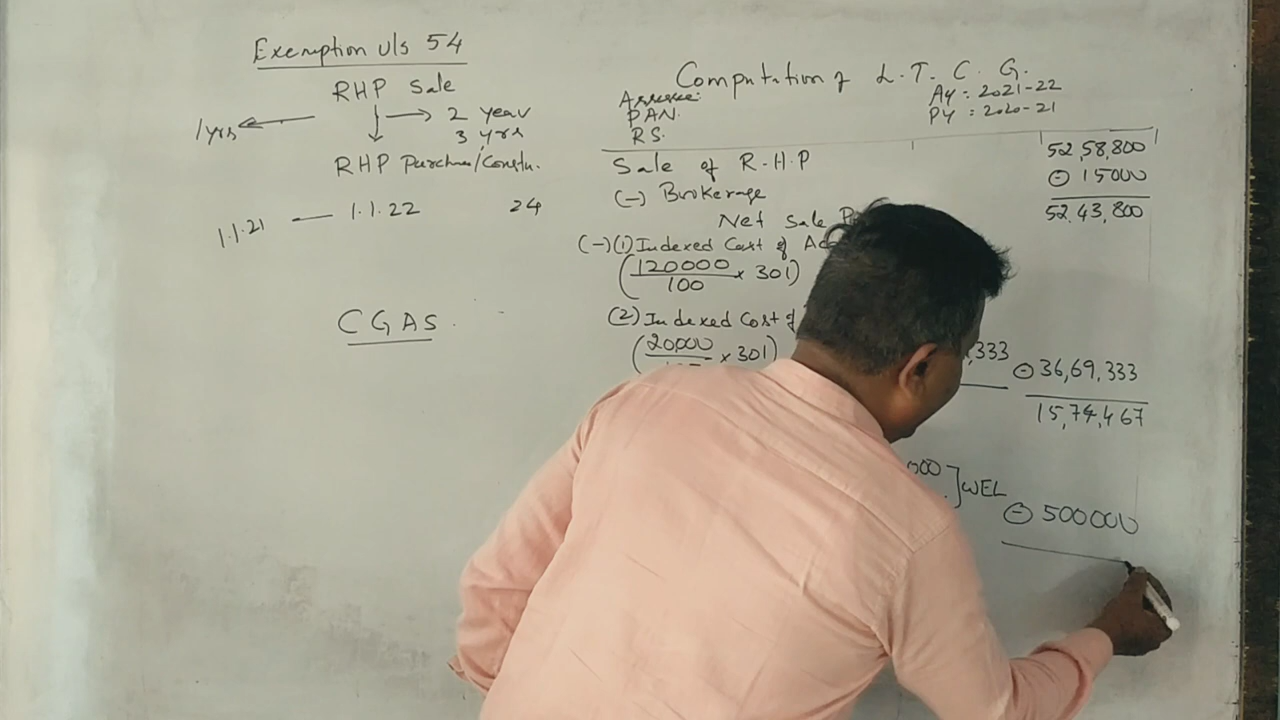 Exemption u/s 54
RHP Sale
1yrs ← → 2 year
3 yrs
RHP Purchase/Constn.
1.1.21 — 1.1.22 24
CGAS.
Computation of L.T.C.G.
Assessee: AY: 2021-22
PAN. PY: 2020-21
RS.
Sale of R.H.P 52,58,800
(-) Brokerage ⊖ 15000
Net Sale 52,43,800
(-)(1) Indexed Cost of
(120000/100 × 301)
(2) Indexed Cost of
(20000 × 301) ,333 ⊖ 36,69,333
15,74,467
000 ] WEL
⊖ 500000